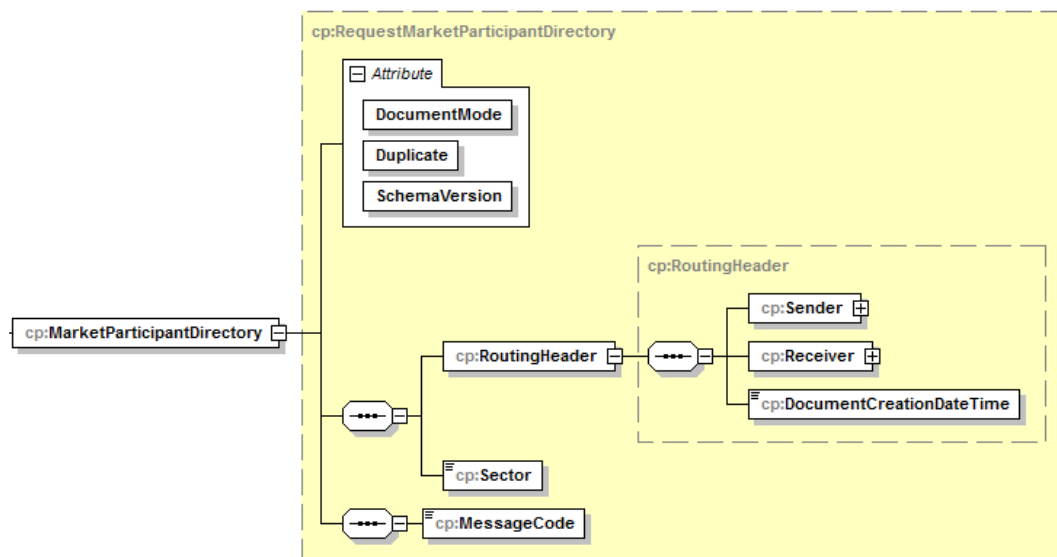 cp:RequestMarketParticipantDirectory
Attribute
DocumentMode
Duplicate
SchemaVersion
cp:RoutingHeader
cp:Sender
cp:MarketParticipantDirectory
cp:RoutingHeader
cp:Receiver
cp:DocumentCreationDateTime
cp:Sector
cp:MessageCode